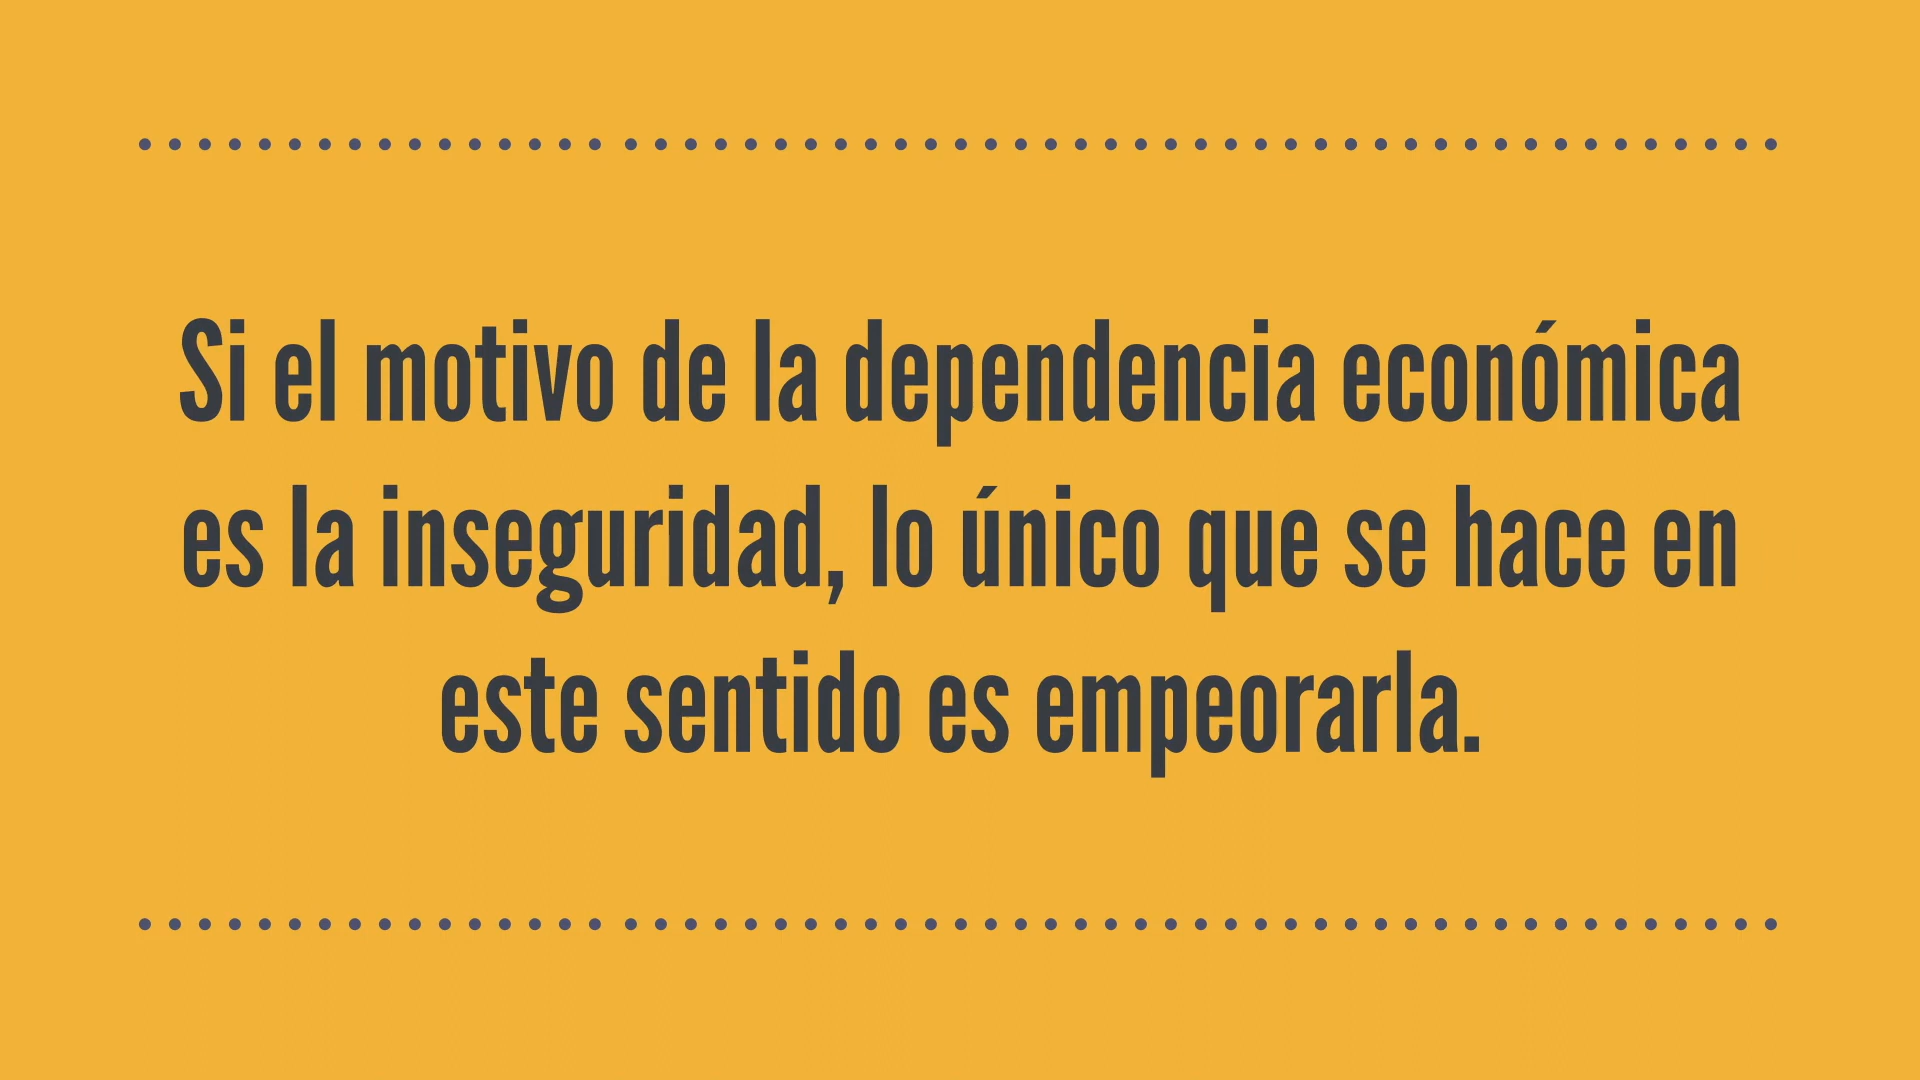 Si el motivo de la dependencia económica
es la inseguridad, lo único que se hace en
este sentido es empeorarla.